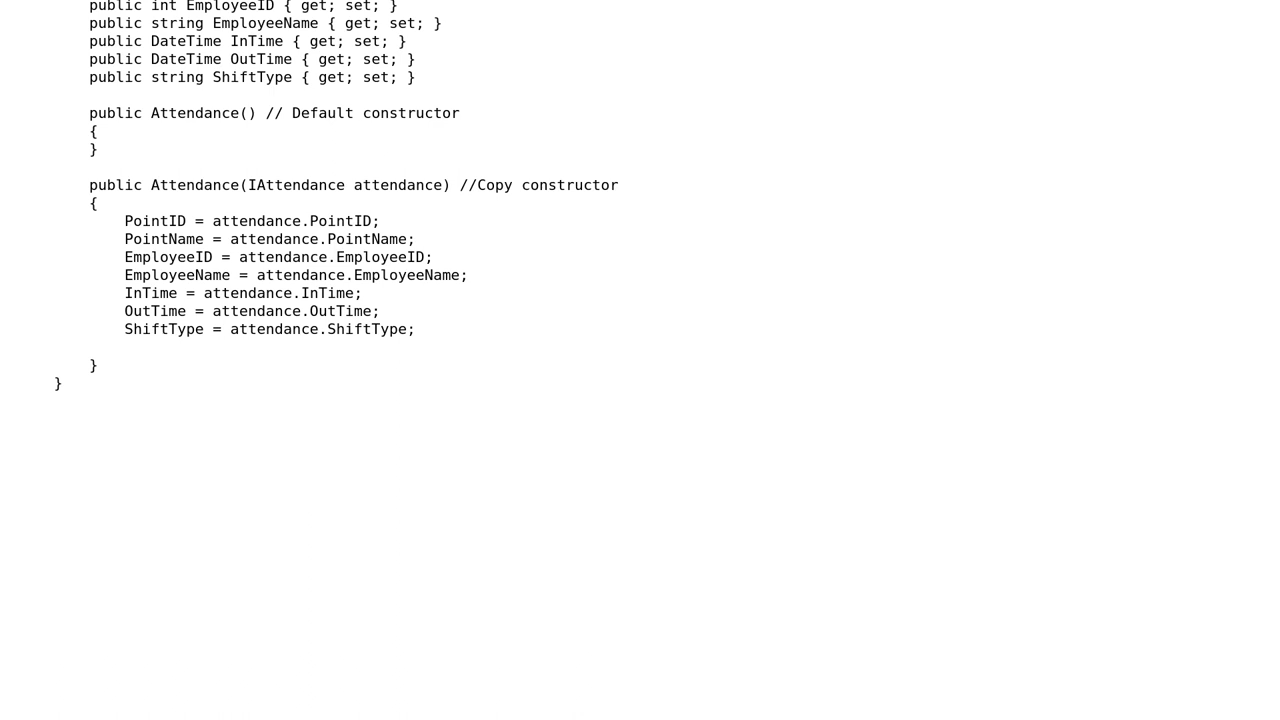 public int EmployeeID { get; set; }
public string EmployeeName { get; set; }
public DateTime InTime { get; set; }
public DateTime OutTime { get; set; }
public string ShiftType { get; set; }
public Attendance() // Default constructor
{
}
public Attendance(IAttendance attendance) //Copy constructor
{
PointID = attendance.PointID;
PointName = attendance.PointName;
EmployeeID = attendance.EmployeeID;
EmployeeName = attendance.EmployeeName;
InTime = attendance.InTime;
OutTime = attendance.OutTime;
ShiftType = attendance.ShiftType;
}
}